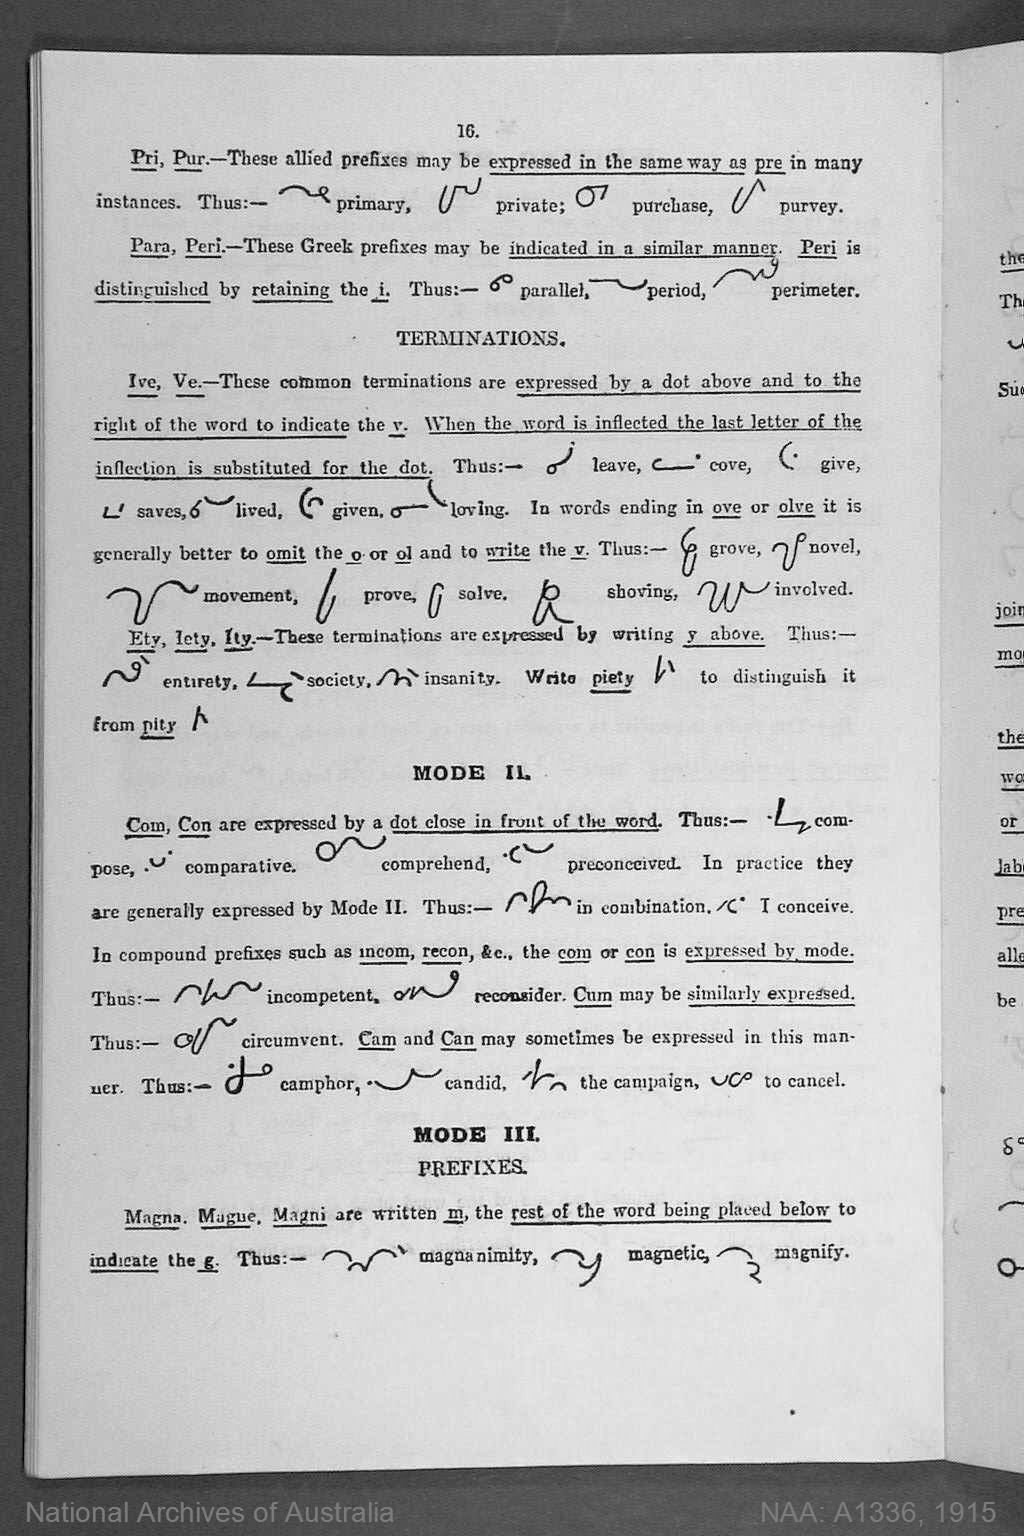 16.
Pri, Pur.—These allied prefixes may be expressed in the same way as pre in many
instances. Thus:— primary, private; purchase, purvey.
Para, Peri.—These Greek prefixes may be indicated in a similar manner. Peri is
distinguished by retaining the i. Thus:— parallel, period, perimeter.
TERMINATIONS.
Ive, Ve.—These common terminations are expressed by a dot above and to the
right of the word to indicate the v. When the word is inflected the last letter of the
inflection is substituted for the dot. Thus:— leave, cove, give,
saves, lived, given, loving. In words ending in ove or olve it is
generally better to omit the o or ol and to write the v. Thus:— grove, novel,
movement, prove, solve, shoving, involved.
Ety, Iety, Ity.—These terminations are expressed by writing y above. Thus:—
entirety, society, insanity. Write piety to distinguish it
from pity
MODE II.
Com, Con are expressed by a dot close in front of the word. Thus:— com-
pose, comparative. comprehend, preconceived. In practice they
are generally expressed by Mode II. Thus:— in combination, I conceive.
In compound prefixes such as incom, recon, &c., the com or con is expressed by mode.
Thus:— incompetent, reconsider. Cum may be similarly expressed.
Thus:— circumvent. Cam and Can may sometimes be expressed in this man-
ner. Thus:— camphor, candid, the campaign, to cancel.
MODE III.
PREFIXES.
Magna. Mague, Magni are written m, the rest of the word being placed below to
indicate the g. Thus:— magnanimity, magnetic, magnify.
the
Th
Suc
join
mo
the
wo
or
lab
pre
alle
be
National Archives of Australia
NAA: A1336, 1915